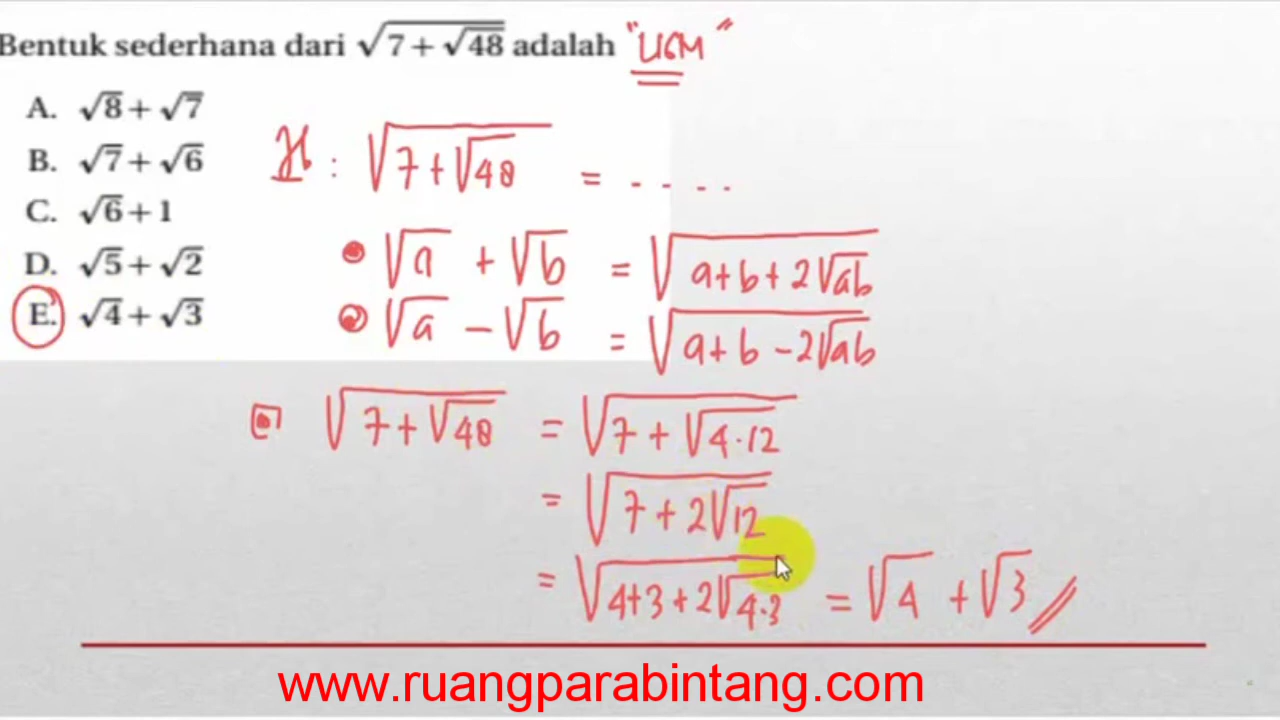 Bentuk sederhana dari √(7 + √48) adalah "UGM"
A. √8 + √7
B. √7 + √6
C. √6 + 1
D. √5 + √2
E. √4 + √3
: √(7 + √48) = ....
√a + √b = √(a + b + 2√ab)
√a − √b = √(a + b − 2√ab)
√(7 + √48) = √(7 + √4·12)
= √(7 + 2√12)
= √(4+3 + 2√4·3) = √4 + √3
www.ruangparabintang.com